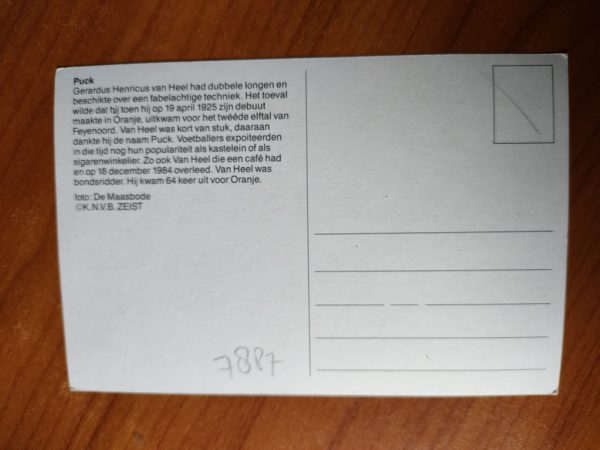 Puck
Gerardus Henricus van Heel had dubbele longen en
beschikte over een fabelachtige techniek. Het toeval
wilde dat hij toen hij op 19 april 1925 zijn debuut
maakte in Oranje, uitkwam voor het twééde elftal van
Feyenoord. Van Heel was kort van stuk, daaraan
dankte hij de naam Puck. Voetballers expoiteerden
in die tijd nog hun populariteit als kastelein of als
sigarenwinkelier. Zo ook Van Heel die een café had
en op 18 december 1984 overleed. Van Heel was
bondsridder. Hij kwam 64 keer uit voor Oranje.
foto: De Maasbode
©K.N.V.B. ZEIST
7887